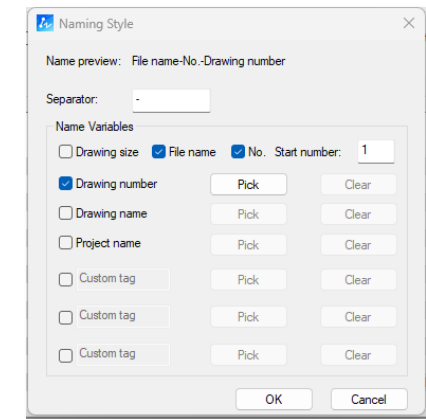 Naming Style
Name preview: File name-No.-Drawing number
Separator: -
Name Variables
Drawing size File name No. Start number: 1
Drawing number Pick Clear
Drawing name Pick Clear
Project name Pick Clear
Custom tag Pick Clear
Custom tag Pick Clear
Custom tag Pick Clear
OK Cancel